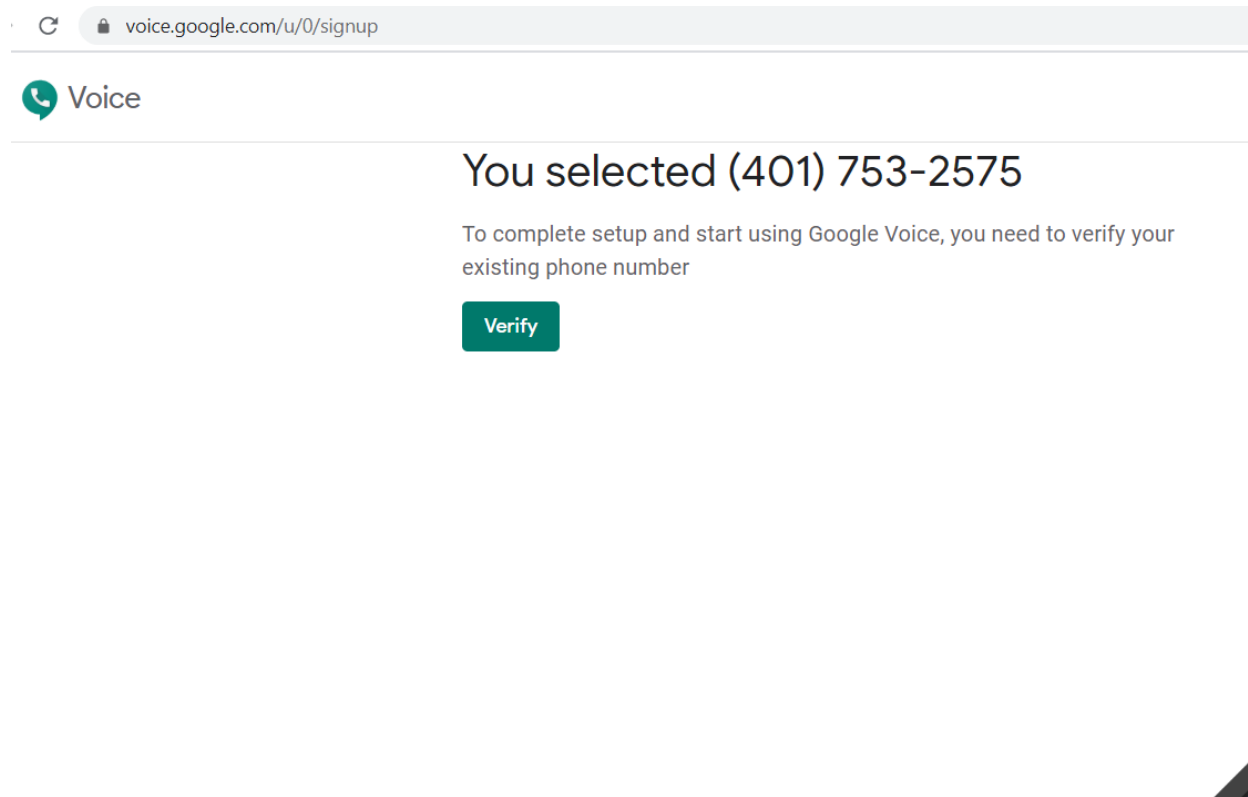 voice.google.com/u/0/signup
Voice
You selected (401) 753-2575
To complete setup and start using Google Voice, you need to verify your
existing phone number
Verify